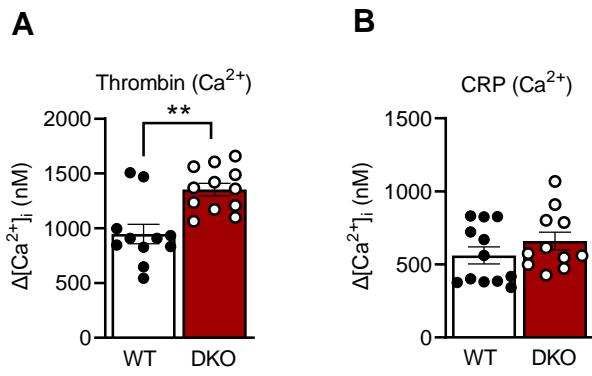 A
Thrombin (Ca²⁺)
**
Δ[Ca²⁺]ᵢ (nM)
2000
1500
1000
500
0
WT
DKO
B
CRP (Ca²⁺)
Δ[Ca²⁺]ᵢ (nM)
1500
1000
500
0
WT
DKO